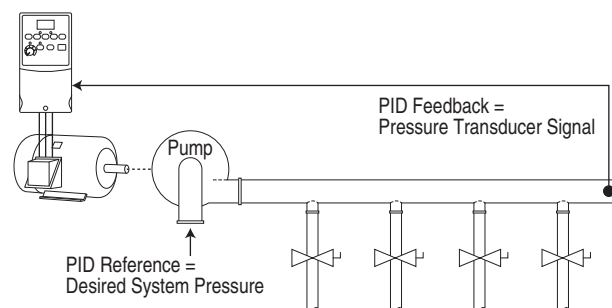 PID Feedback =
Pressure Transducer Signal
Pump
PID Reference =
Desired System Pressure